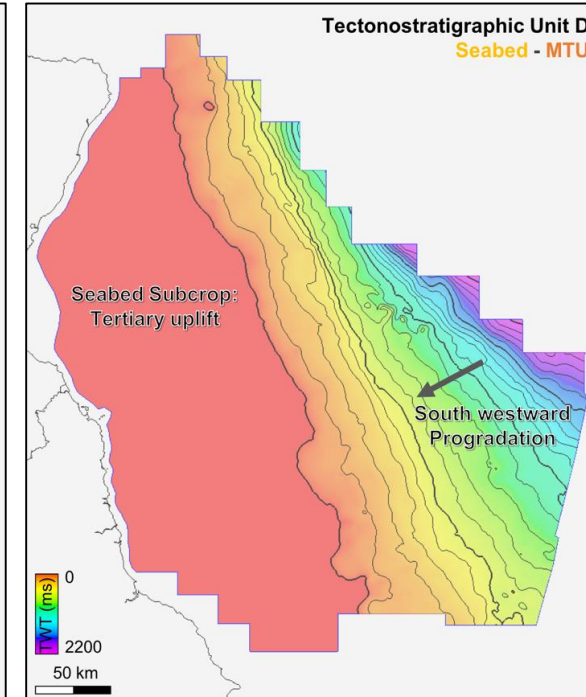 Tectonostratigraphic Unit D
Seabed - MTU
Seabed Subcrop:
Tertiary uplift
South westward
Progradation
TWT (ms)
0
2200
50 km